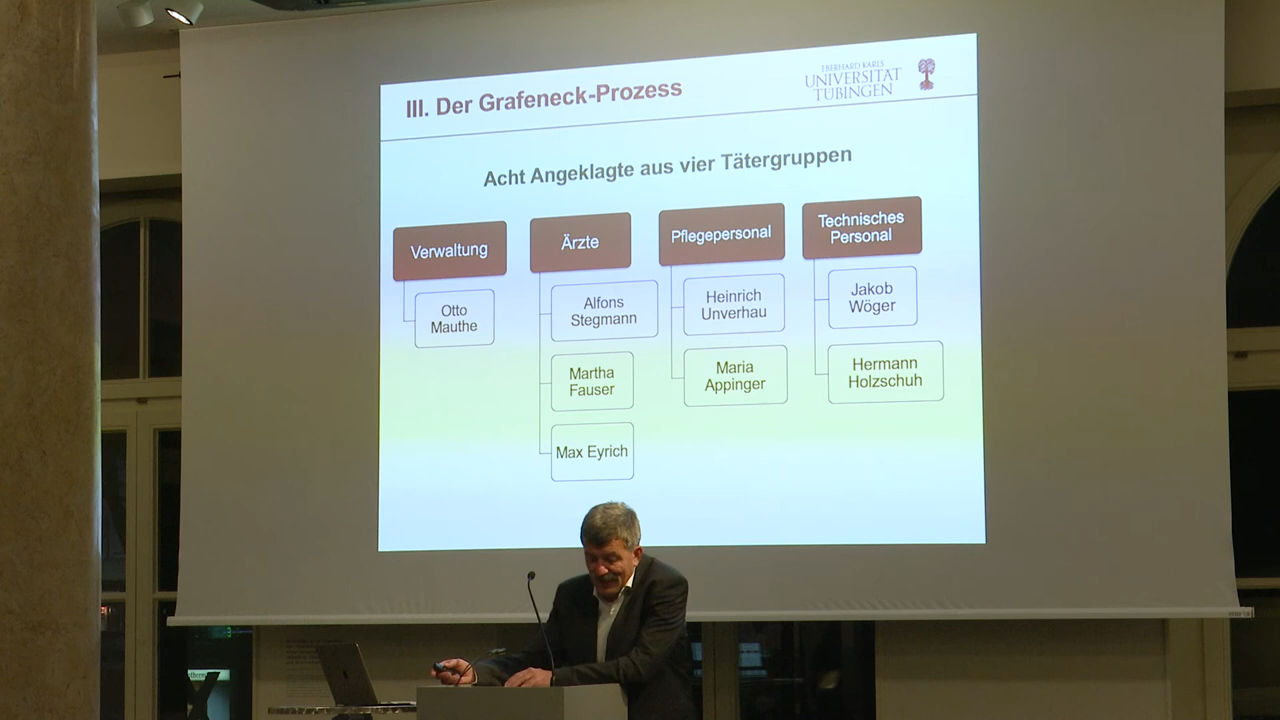 III. Der Grafeneck-Prozess
EBERHARD KARLS
UNIVERSITÄT
TÜBINGEN
Acht Angeklagte aus vier Tätergruppen
Verwaltung
Otto
Mauthe
Ärzte
Alfons
Stegmann
Martha
Fauser
Max Eyrich
Pflegepersonal
Heinrich
Unverhau
Maria
Appinger
Technisches
Personal
Jakob
Wöger
Hermann
Holzschuh